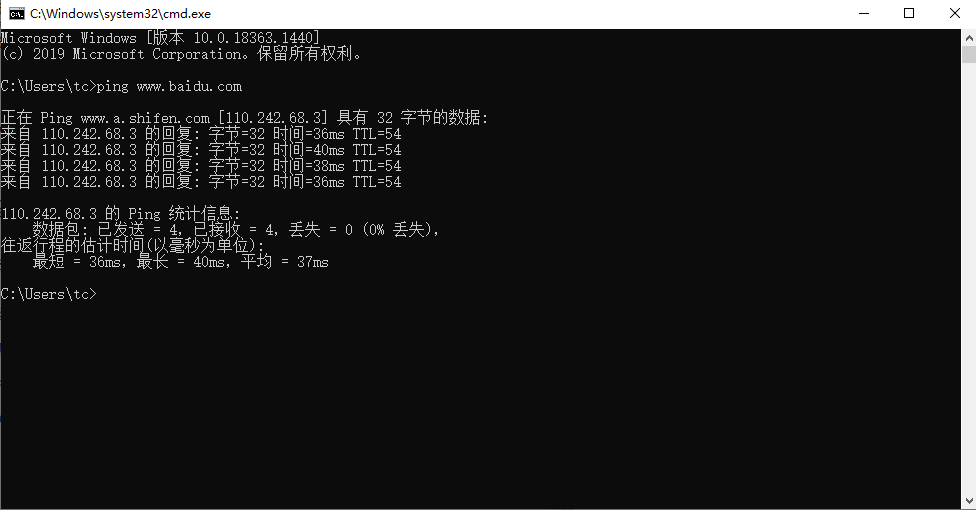 C:\Windows\system32\cmd.exe
Microsoft Windows [版本 10.0.18363.1440]
(c) 2019 Microsoft Corporation。保留所有权利。
C:\Users\tc>ping www.baidu.com
正在 Ping www.a.shifen.com [110.242.68.3] 具有 32 字节的数据:
来自 110.242.68.3 的回复: 字节=32 时间=36ms TTL=54
来自 110.242.68.3 的回复: 字节=32 时间=40ms TTL=54
来自 110.242.68.3 的回复: 字节=32 时间=38ms TTL=54
来自 110.242.68.3 的回复: 字节=32 时间=36ms TTL=54
110.242.68.3 的 Ping 统计信息:
    数据包: 已发送 = 4，已接收 = 4，丢失 = 0 (0% 丢失)，
往返行程的估计时间(以毫秒为单位):
    最短 = 36ms，最长 = 40ms，平均 = 37ms
C:\Users\tc>